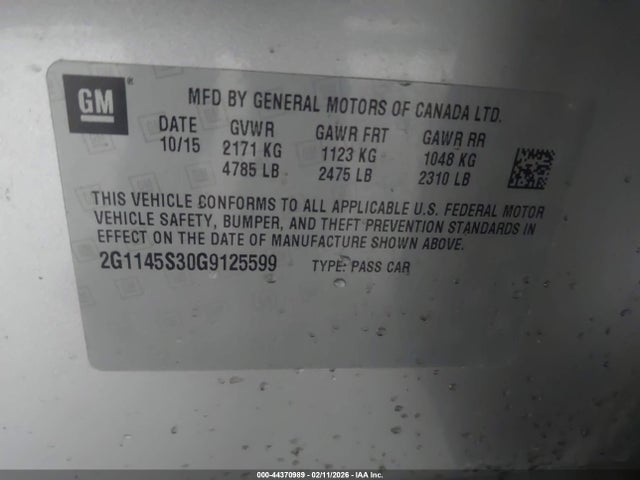 GM®
MFD BY GENERAL MOTORS OF CANADA LTD.
DATE GVWR GAWR FRT GAWR RR
10/15 2171 KG 1123 KG 1048 KG
4785 LB 2475 LB 2310 LB
THIS VEHICLE CONFORMS TO ALL APPLICABLE U.S. FEDERAL MOTOR
VEHICLE SAFETY, BUMPER, AND THEFT PREVENTION STANDARDS IN
EFFECT ON THE DATE OF MANUFACTURE SHOWN ABOVE.
2G1145S30G9125599 TYPE: PASS CAR
000-44370989 - 02/11/2026 - IAA Inc.